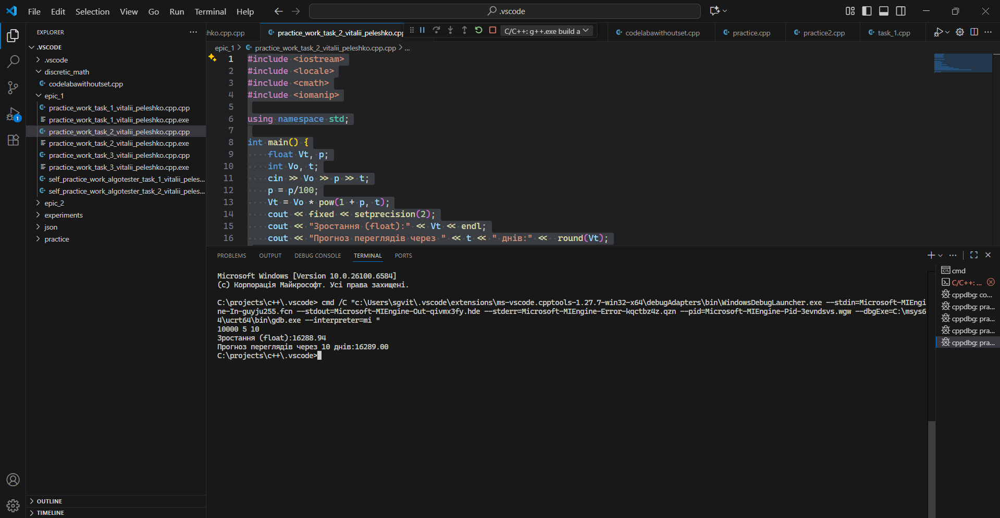 File Edit Selection View Go Run Terminal Help .vscode
EXPLORER
.VSCODE
.vscode
discretic_math
codelabawithoutset.cpp
epic_1
practice_work_task_1_vitalii_peleshko.cpp.cpp
practice_work_task_1_vitalii_peleshko.cpp.exe
practice_work_task_2_vitalii_peleshko.cpp.cpp
practice_work_task_2_vitalii_peleshko.cpp.exe
practice_work_task_3_vitalii_peleshko.cpp.cpp
practice_work_task_3_vitalii_peleshko.cpp.exe
self_practice_work_algotester_task_1_vitalii_peles...
self_practice_work_algotester_task_2_vitalii_peles...
epic_2
experiments
json
practice
OUTLINE
TIMELINE
1
hko.cpp.cpp practice_work_task_2_vitalii_peleshko.cpp C/C++: g++.exe build a codelabawithoutset.cpp practice.cpp practice2.cpp task_1.cpp
epic_1 > practice_work_task_2_vitalii_peleshko.cpp.cpp > ...
1 #include <iostream>
2 #include <locale>
3 #include <cmath>
4 #include <iomanip>
5
6 using namespace std;
7
8 int main() {
9 float Vt, p;
10 int Vo, t;
11 cin >> Vo >> p >> t;
12 p = p/100;
13 Vt = Vo * pow(1 + p, t);
14 cout << fixed << setprecision(2);
15 cout << "Зростання (float):" << Vt << endl;
16 cout << "Прогноз переглядів через " << t << " днів:" << round(Vt);
PROBLEMS OUTPUT DEBUG CONSOLE TERMINAL PORTS
Microsoft Windows [Version 10.0.26100.6584]
(c) Корпорація Майкрософт. Усі права захищені.
C:\projects\c++\.vscode> cmd /C "c:\Users\sgvit\.vscode\extensions\ms-vscode.cpptools-1.27.7-win32-x64\debugAdapters\bin\WindowsDebugLauncher.exe --stdin=Microsoft-MIEngi
ne-In-guyju255.fcn --stdout=Microsoft-MIEngine-Out-qivmx3fy.hde --stderr=Microsoft-MIEngine-Error-kqctbz4z.qzn --pid=Microsoft-MIEngine-Pid-3evndsvs.wgw --dbgExe=C:\msys6
4\ucrt64\bin\gdb.exe --interpreter=mi "
10000 5 10
Зростання (float):16288.94
Прогноз переглядів через 10 днів:16289.00
C:\projects\c++\.vscode>
cmd
C/C++: ...
cppdbg: co...
cppdbg: pra...
cppdbg: pra...
cppdbg: pra...
cppdbg: pra...